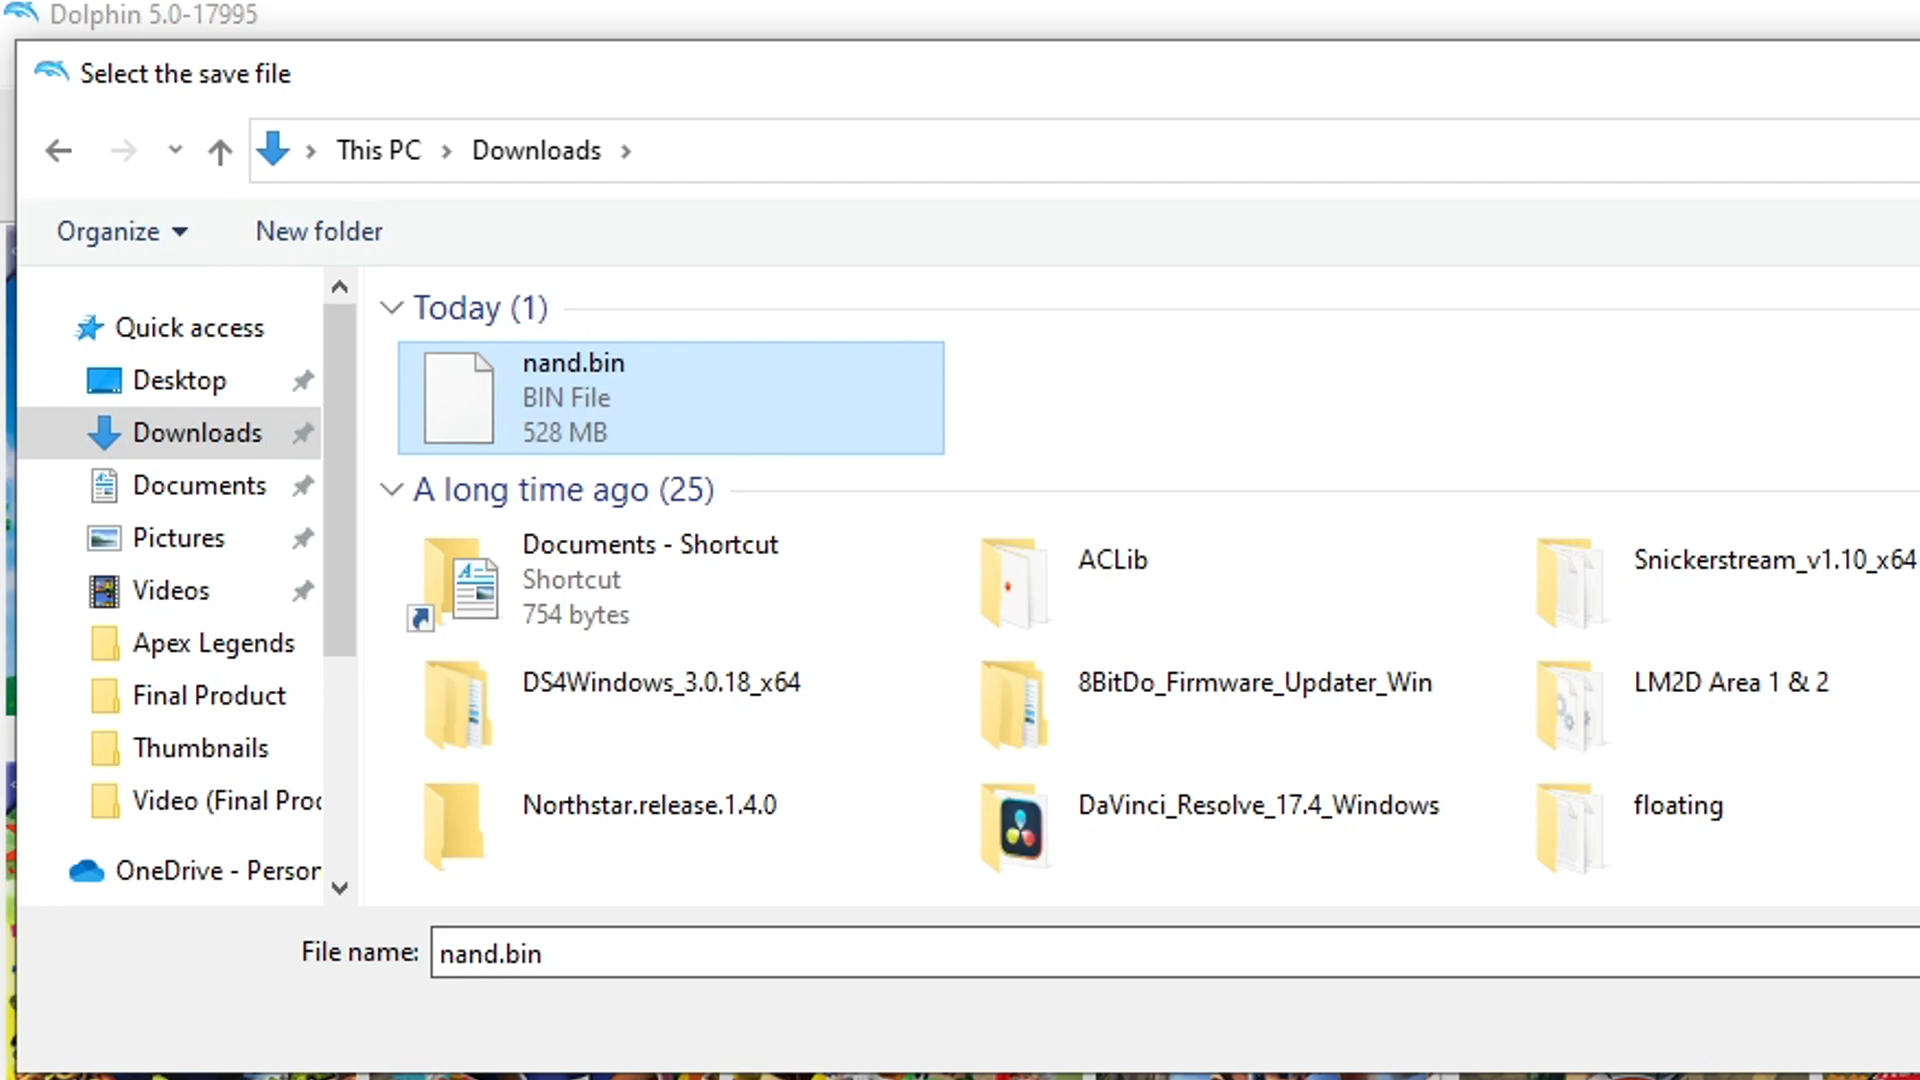 Dolphin 5.0-17995
Select the save file
This PC
Downloads
Organize
New folder
Quick access
Desktop
Downloads
Documents
Pictures
Videos
Apex Legends
Final Product
Thumbnails
Video (Final Proc
OneDrive - Person
Today (1)
nand.bin
BIN File
528 MB
A long time ago (25)
Documents - Shortcut
Shortcut
754 bytes
ACLib
Snickerstream_v1.10_x64
DS4Windows_3.0.18_x64
8BitDo_Firmware_Updater_Win
LM2D Area 1 & 2
Northstar.release.1.4.0
DaVinci_Resolve_17.4_Windows
floating
File name: nand.bin